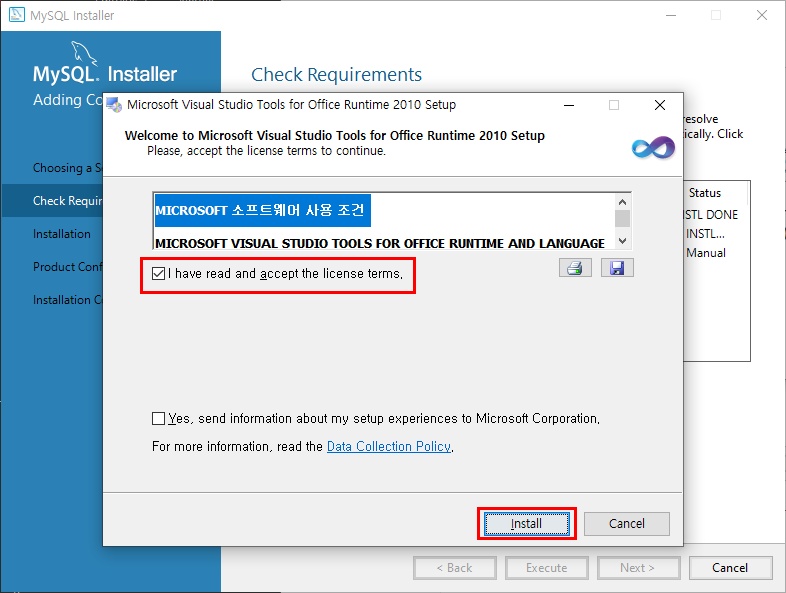 MySQL Installer
MySQL. Installer
Adding Co
Choosing a S
Check Requir
Installation
Product Conf
Installation C
Check Requirements
resolve
ically. Click
Status
STL DONE
INSTL...
Manual
Microsoft Visual Studio Tools for Office Runtime 2010 Setup
Welcome to Microsoft Visual Studio Tools for Office Runtime 2010 Setup
Please, accept the license terms to continue.
MICROSOFT 소프트웨어 사용 조건
MICROSOFT VISUAL STUDIO TOOLS FOR OFFICE RUNTIME AND LANGUAGE
I have read and accept the license terms.
Yes, send information about my setup experiences to Microsoft Corporation.
For more information, read the Data Collection Policy.
Install
Cancel
< Back
Execute
Next >
Cancel